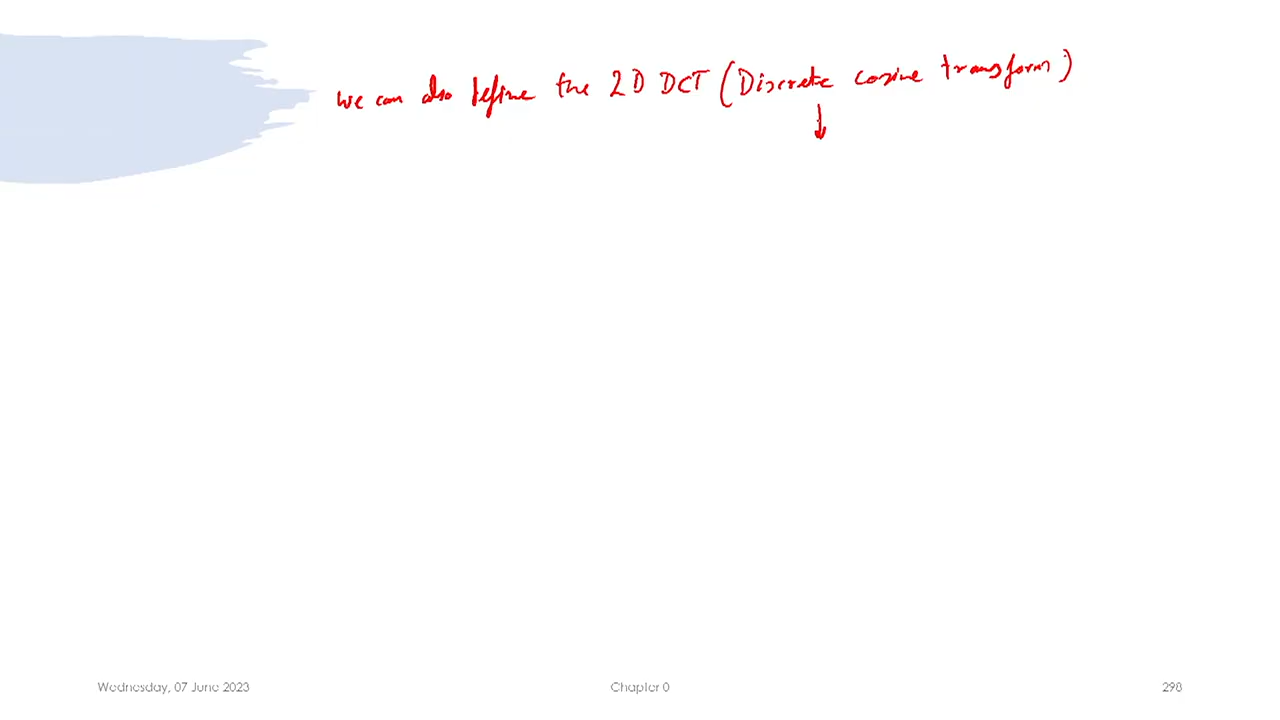 we can also define the 2D DCT (Discrete cosine transform)
Wednesday, 07 June 2023
Chapter 0
298